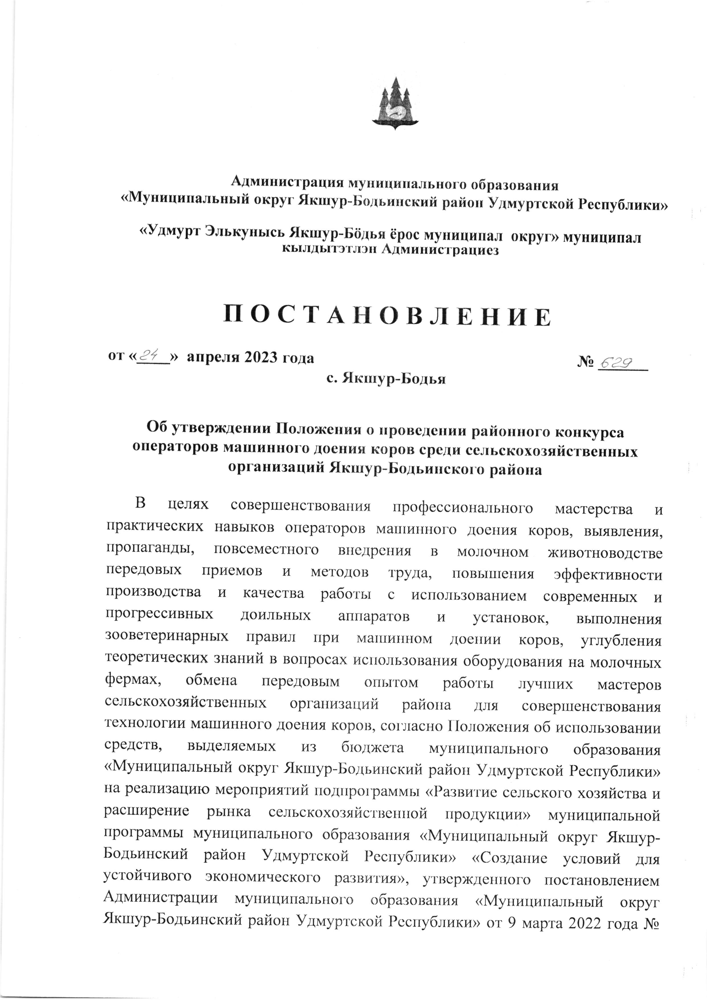 Администрация муниципального образования
«Муниципальный округ Якшур-Бодьинский район Удмуртской Республики»
«Удмурт Элькунысь Якшур-Бӧдья ёрос муниципал округ» муниципал
кылдытэтлэн Администрациез
П О С Т А Н О В Л Е Н И Е
от «24» апреля 2023 года № 629
с. Якшур-Бодья
Об утверждении Положения о проведении районного конкурса
операторов машинного доения коров среди сельскохозяйственных
организаций Якшур-Бодьинского района
В целях совершенствования профессионального мастерства и
практических навыков операторов машинного доения коров, выявления,
пропаганды, повсеместного внедрения в молочном животноводстве
передовых приемов и методов труда, повышения эффективности
производства и качества работы с использованием современных и
прогрессивных доильных аппаратов и установок, выполнения
зооветеринарных правил при машинном доении коров, углубления
теоретических знаний в вопросах использования оборудования на молочных
фермах, обмена передовым опытом работы лучших мастеров
сельскохозяйственных организаций района для совершенствования
технологии машинного доения коров, согласно Положения об использовании
средств, выделяемых из бюджета муниципального образования
«Муниципальный округ Якшур-Бодьинский район Удмуртской Республики»
на реализацию мероприятий подпрограммы «Развитие сельского хозяйства и
расширение рынка сельскохозяйственной продукции» муниципальной
программы муниципального образования «Муниципальный округ Якшур-
Бодьинский район Удмуртской Республики» «Создание условий для
устойчивого экономического развития», утвержденного постановлением
Администрации муниципального образования «Муниципальный округ
Якшур-Бодьинский район Удмуртской Республики» от 9 марта 2022 года №